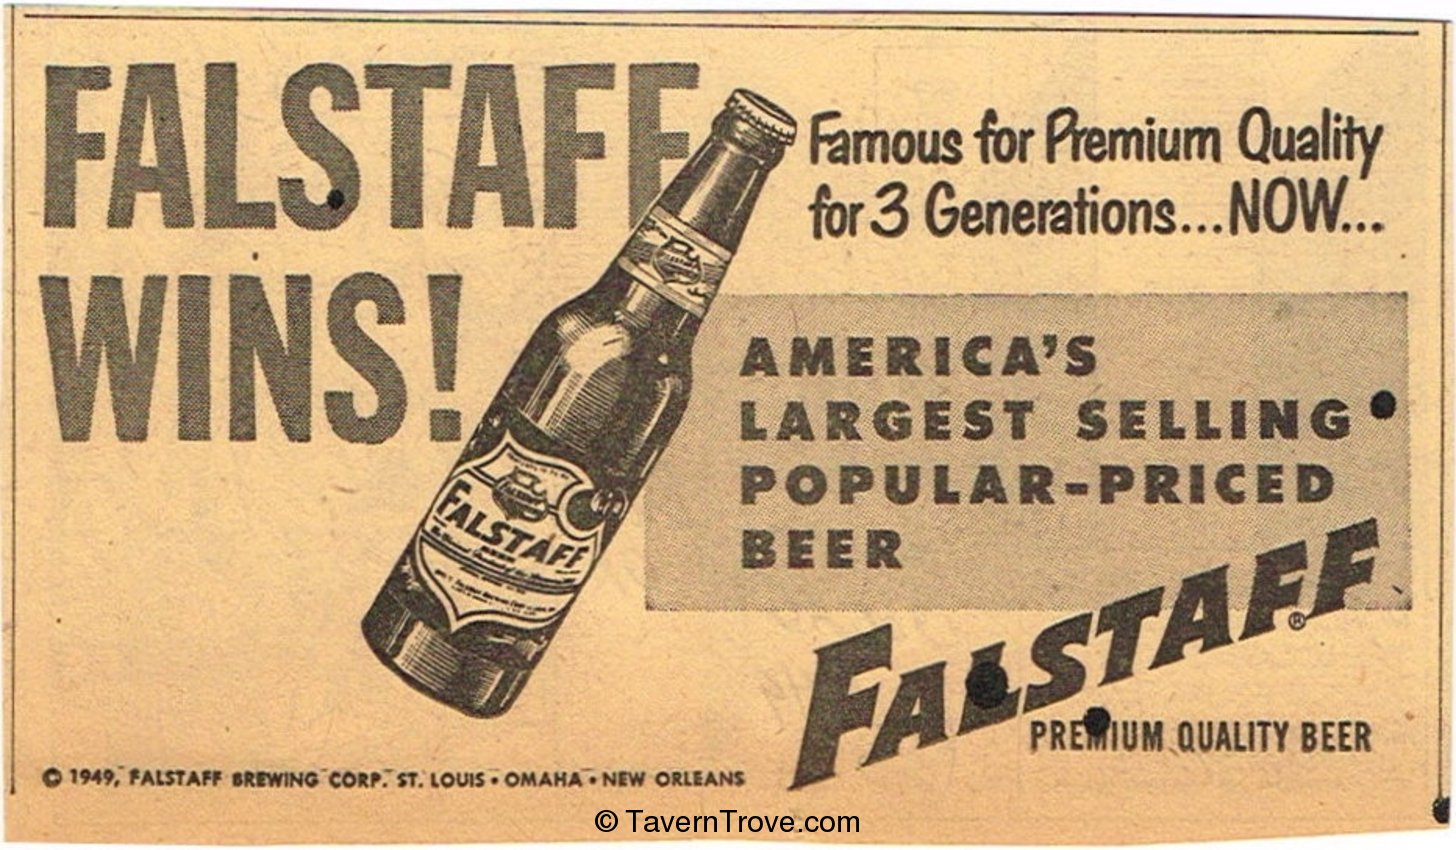 FALSTAFF
WINS!
Famous for Premium Quality
for 3 Generations...NOW...
AMERICA'S
LARGEST SELLING
POPULAR-PRICED
BEER
FALSTAFF
FALSTAFF®
PREMIUM QUALITY BEER
© 1949, FALSTAFF BREWING CORP. ST. LOUIS • OMAHA • NEW ORLEANS
© TavernTrove.com